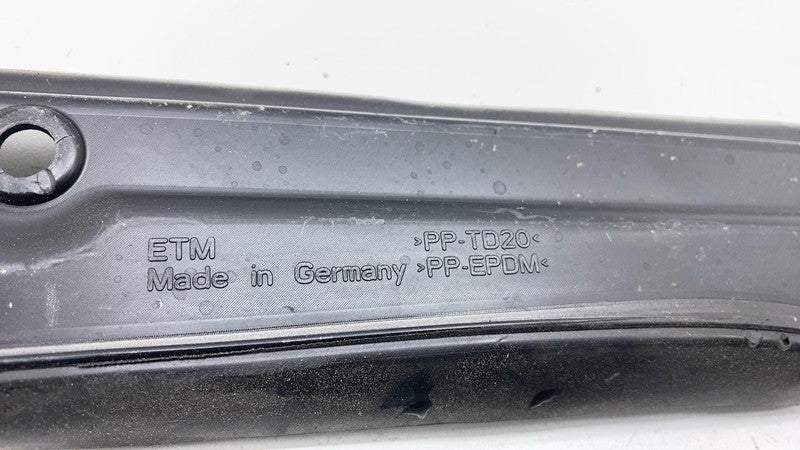 ETM >PP-TD20<
Made in Germany >PP-EPDM<